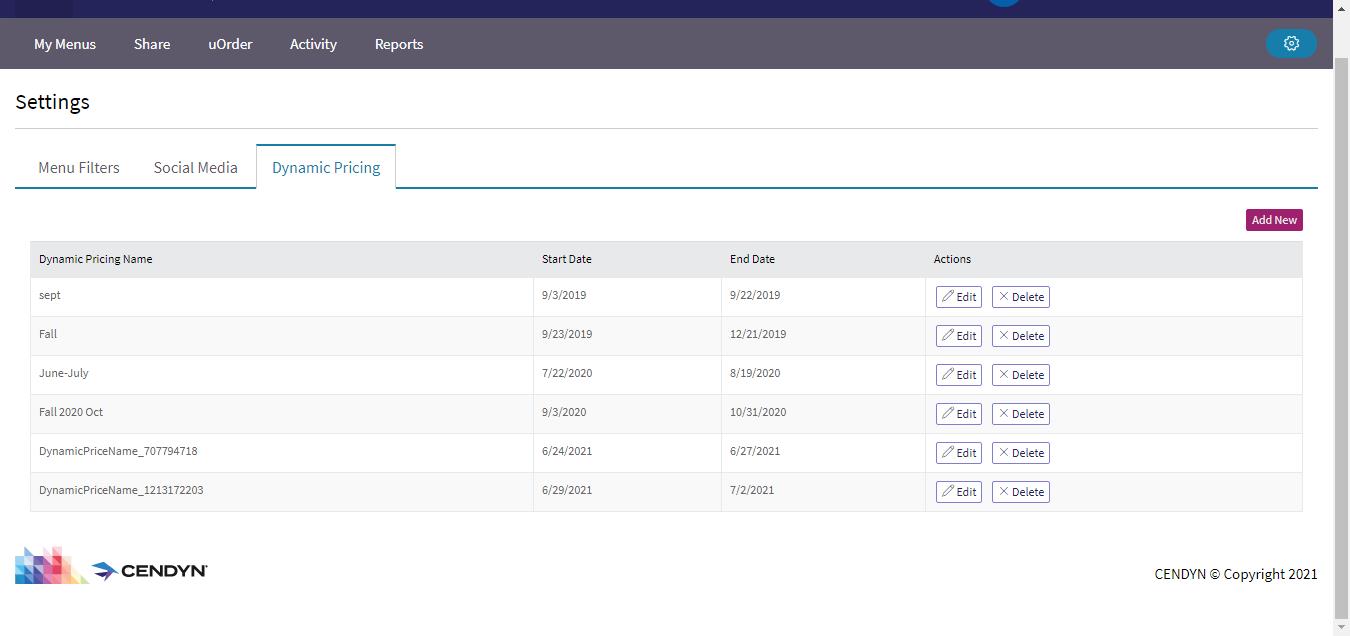 My Menus Share uOrder Activity Reports
Settings
Menu Filters Social Media Dynamic Pricing
Add New
Dynamic Pricing Name Start Date End Date Actions
sept 9/3/2019 9/22/2019 Edit Delete
Fall 9/23/2019 12/21/2019 Edit Delete
June-July 7/22/2020 8/19/2020 Edit Delete
Fall 2020 Oct 9/3/2020 10/31/2020 Edit Delete
DynamicPriceName_707794718 6/24/2021 6/27/2021 Edit Delete
DynamicPriceName_1213172203 6/29/2021 7/2/2021 Edit Delete
CENDYN CENDYN © Copyright 2021